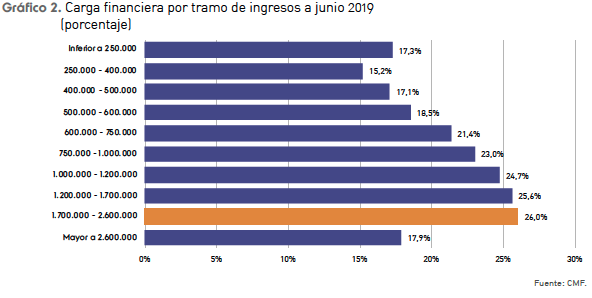 Gráfico 2. Carga financiera por tramo de ingresos a junio 2019
(porcentaje)
Inferior a 250.000 17,3%
250.000 - 400.000 15,2%
400.000 - 500.000 17,1%
500.000 - 600.000 18,5%
600.000 - 750.000 21,4%
750.000 - 1.000.000 23,0%
1.000.000 - 1.200.000 24,7%
1.200.000 - 1.700.000 25,6%
1.700.000 - 2.600.000 26,0%
Mayor a 2.600.000 17,9%
0% 5% 10% 15% 20% 25% 30%
Fuente: CMF.